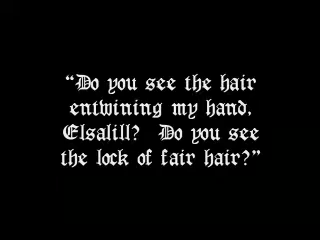 “Do you see the hair
entwining my hand,
Elsalill? Do you see
the lock of fair hair?”